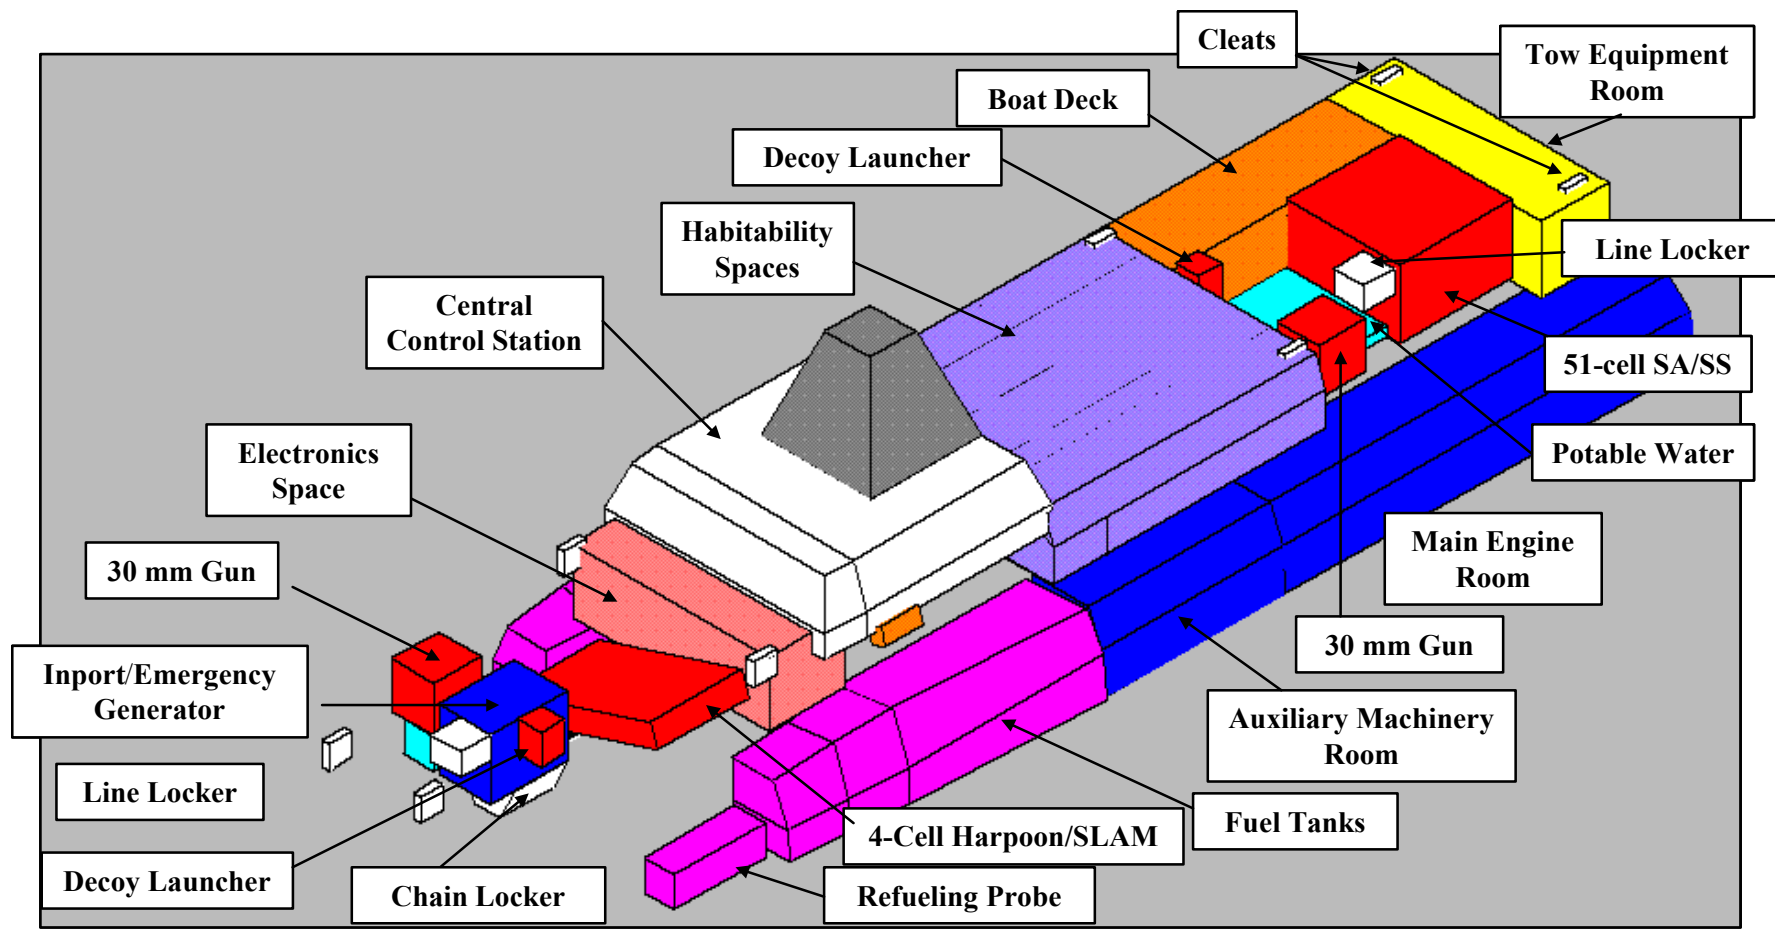 Cleats
Tow Equipment
Room
Boat Deck
Decoy Launcher
Habitability
Spaces
Line Locker
Central
Control Station
51-cell SA/SS
Electronics
Space
Potable Water
30 mm Gun
Main Engine
Room
30 mm Gun
Inport/Emergency
Generator
Auxiliary Machinery
Room
Line Locker
Fuel Tanks
4-Cell Harpoon/SLAM
Decoy Launcher
Chain Locker
Refueling Probe